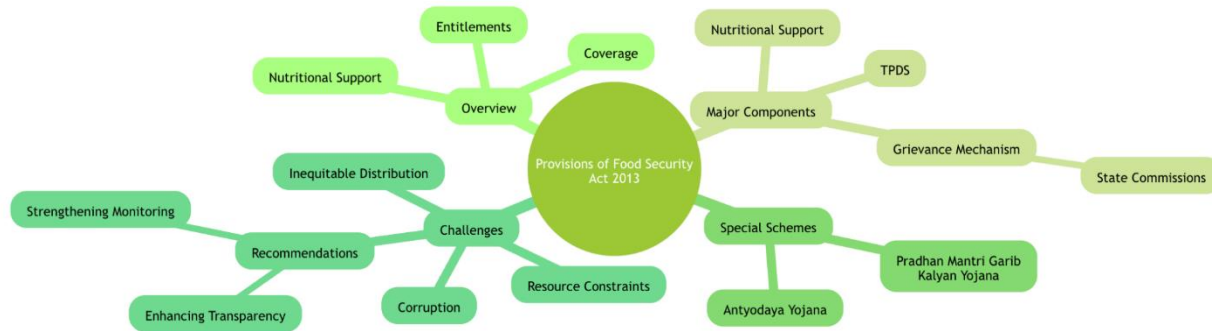 Provisions of Food Security
Act 2013
Overview
Entitlements
Coverage
Nutritional Support
Major Components
Nutritional Support
TPDS
Grievance Mechanism
State Commissions
Challenges
Inequitable Distribution
Recommendations
Strengthening Monitoring
Enhancing Transparency
Corruption
Resource Constraints
Special Schemes
Pradhan Mantri Garib
Kalyan Yojana
Antyodaya Yojana